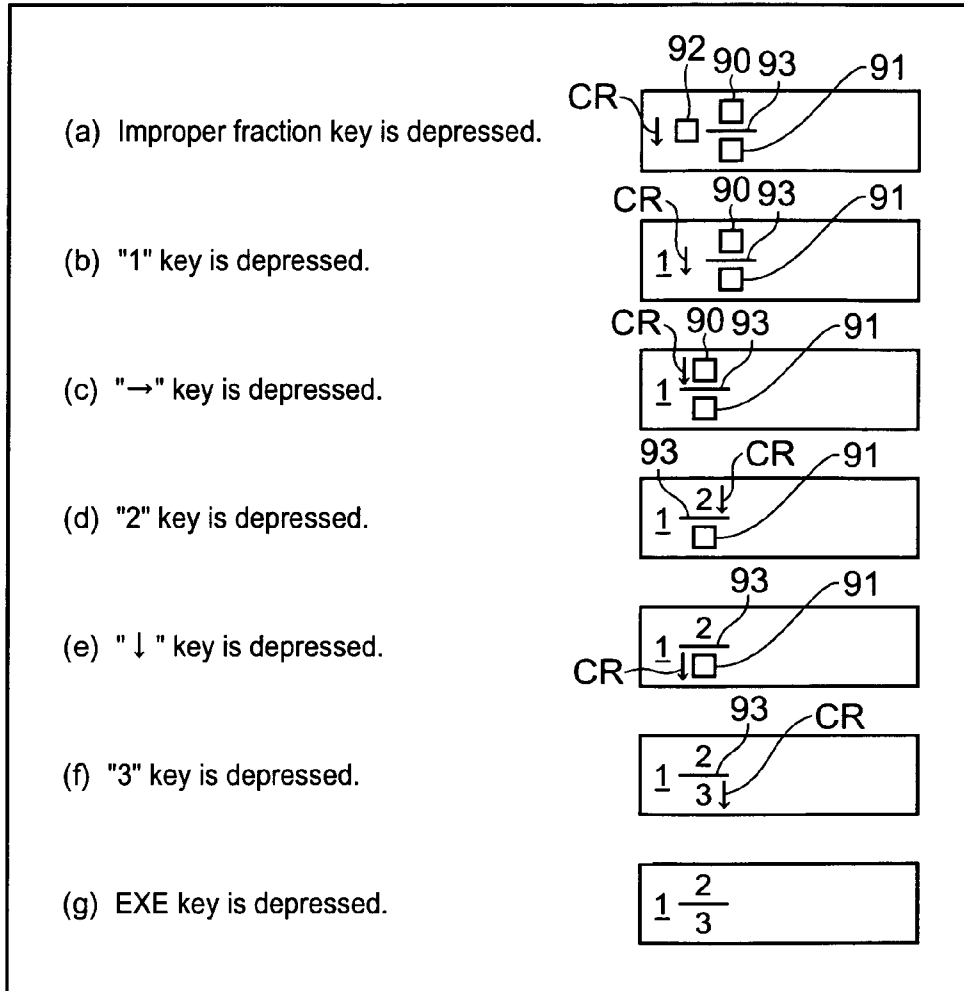 92 90 93 91
CR
(a) Improper fraction key is depressed.
CR 90 93 91
(b) "1" key is depressed. 1
CR 90 93 91
(c) "→" key is depressed. 1
93 CR 91
(d) "2" key is depressed. 1 2
93 91
(e) "↓" key is depressed. 1 2
CR
93 CR
(f) "3" key is depressed. 1 2
3
(g) EXE key is depressed. 1 2
3